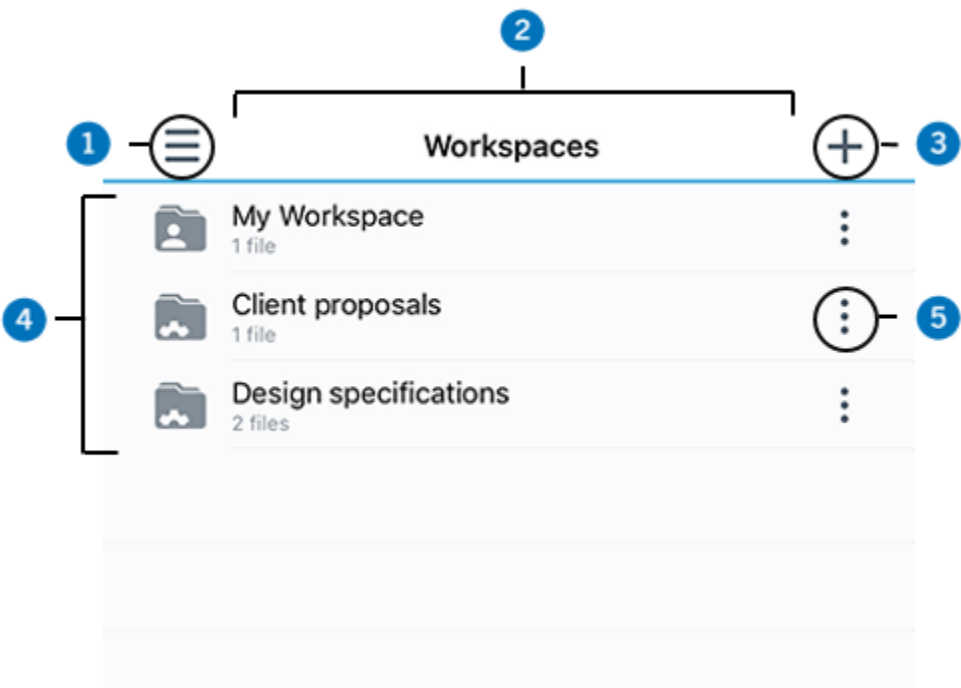 2
1
Workspaces
3
My Workspace
1 file
4
Client proposals
1 file
5
Design specifications
2 files